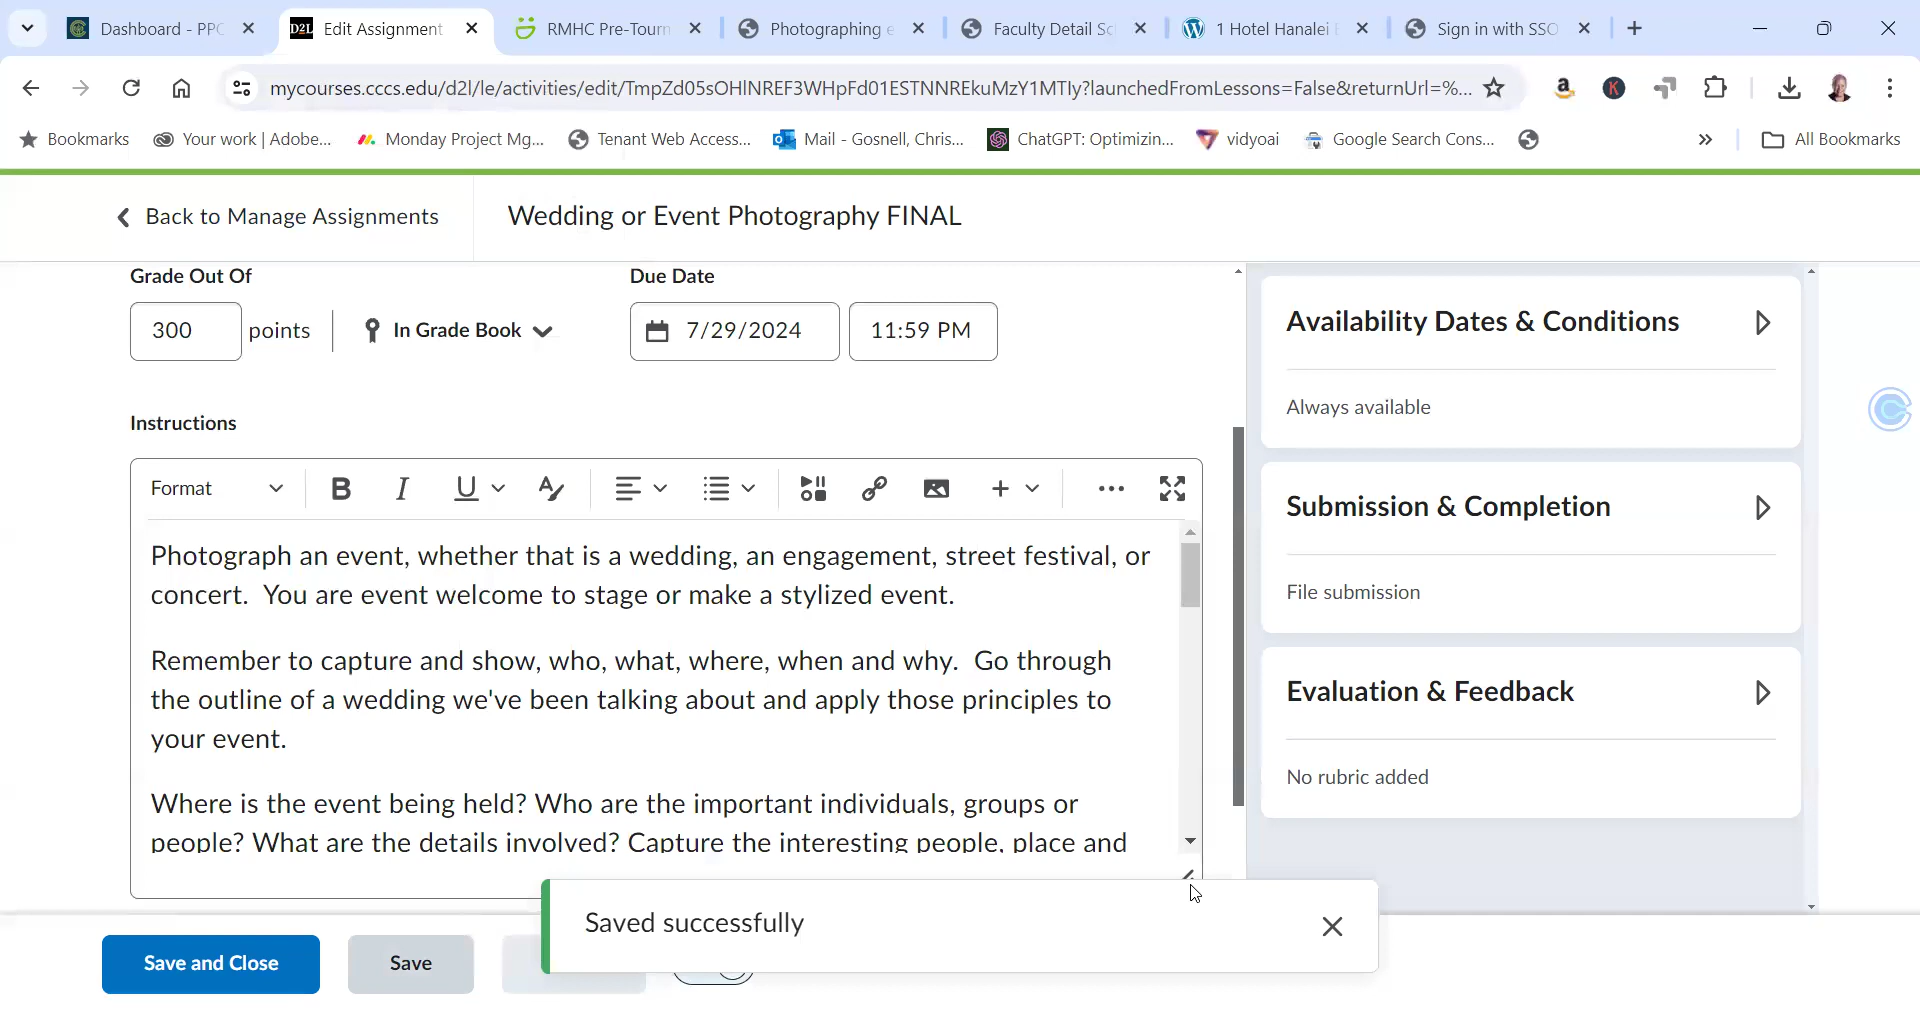 Dashboard - PPC
D2L Edit Assignment
RMHC Pre-Tourn
Photographing e
Faculty Detail Sc
1 Hotel Hanalei
Sign in with SSO
mycourses.cccs.edu/d2l/le/activities/edit/TmpZd05sOHlNREF3WHpFd01ESTNNREkuMzY1MTIy?launchedFromLessons=False&returnUrl=%...
Bookmarks
Your work | Adobe...
Monday Project Mg...
Tenant Web Access...
Mail - Gosnell, Chris...
ChatGPT: Optimizin...
vidyoai
Google Search Cons...
All Bookmarks
Back to Manage Assignments
Wedding or Event Photography FINAL
Grade Out Of
Due Date
300 points
In Grade Book
7/29/2024
11:59 PM
Instructions
Format
Photograph an event, whether that is a wedding, an engagement, street festival, or
concert.  You are event welcome to stage or make a stylized event.
Remember to capture and show, who, what, where, when and why.  Go through
the outline of a wedding we've been talking about and apply those principles to
your event.
Where is the event being held? Who are the important individuals, groups or
people? What are the details involved? Capture the interesting people, place and
Availability Dates & Conditions
Always available
Submission & Completion
File submission
Evaluation & Feedback
No rubric added
Saved successfully
Save and Close
Save